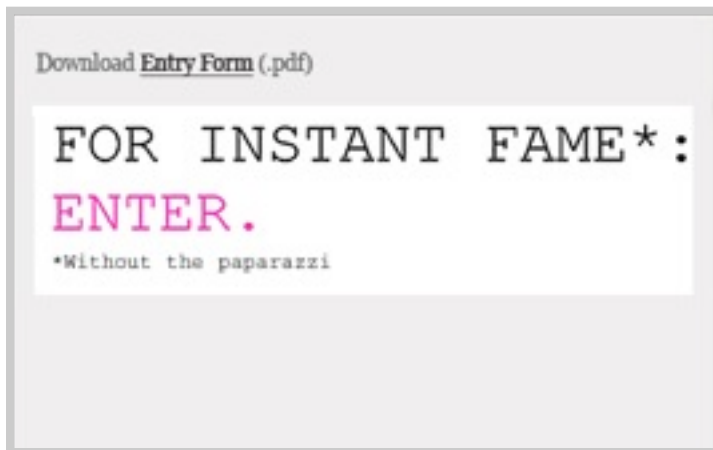 Download Entry Form (.pdf)
FOR INSTANT FAME*:
ENTER.
*Without the paparazzi